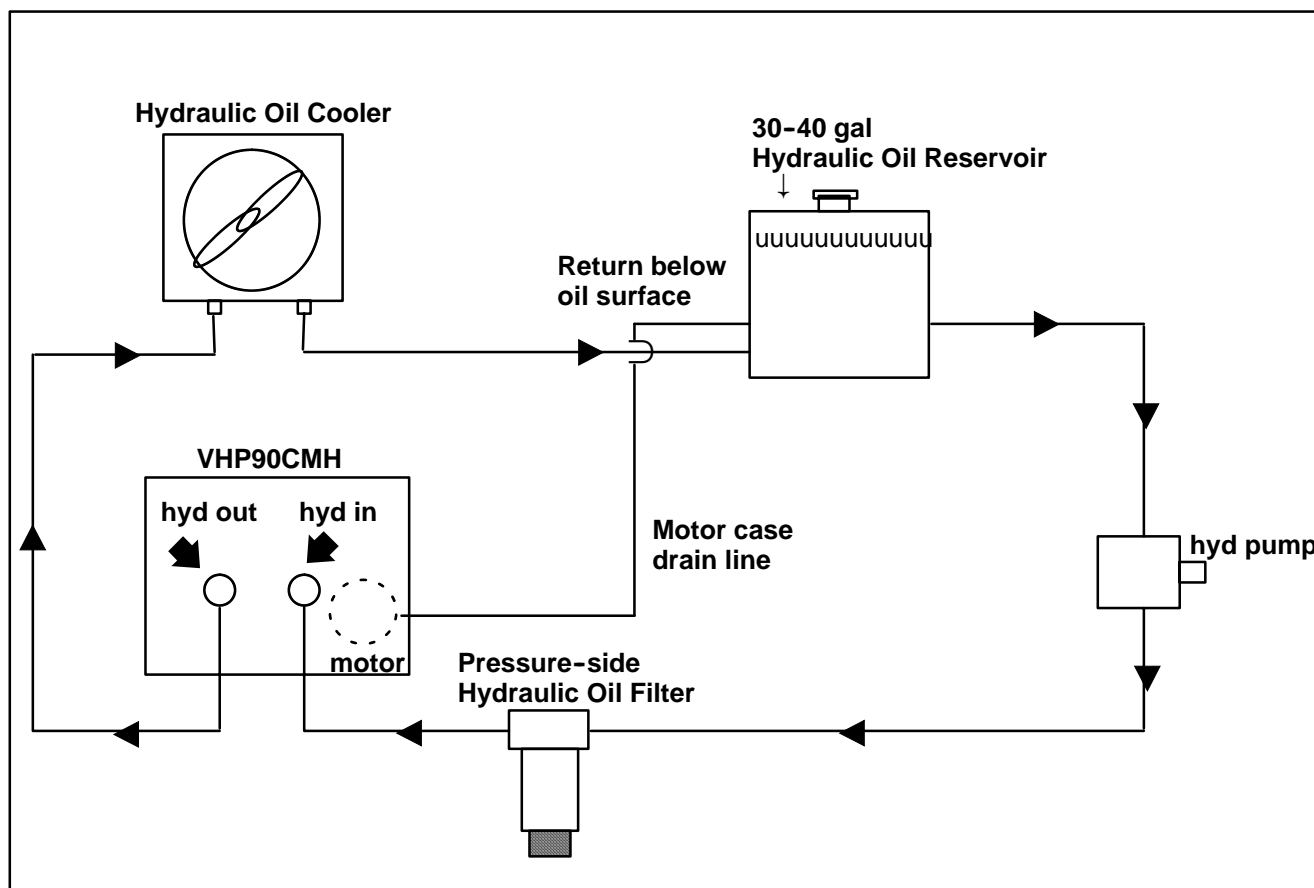 Hydraulic Oil Cooler
30-40 gal
Hydraulic Oil Reservoir
uuuuuuuuuuuu
Return below
oil surface
VHP90CMH
hyd out
hyd in
Motor case
drain line
hyd pump
motor
Pressure-side
Hydraulic Oil Filter